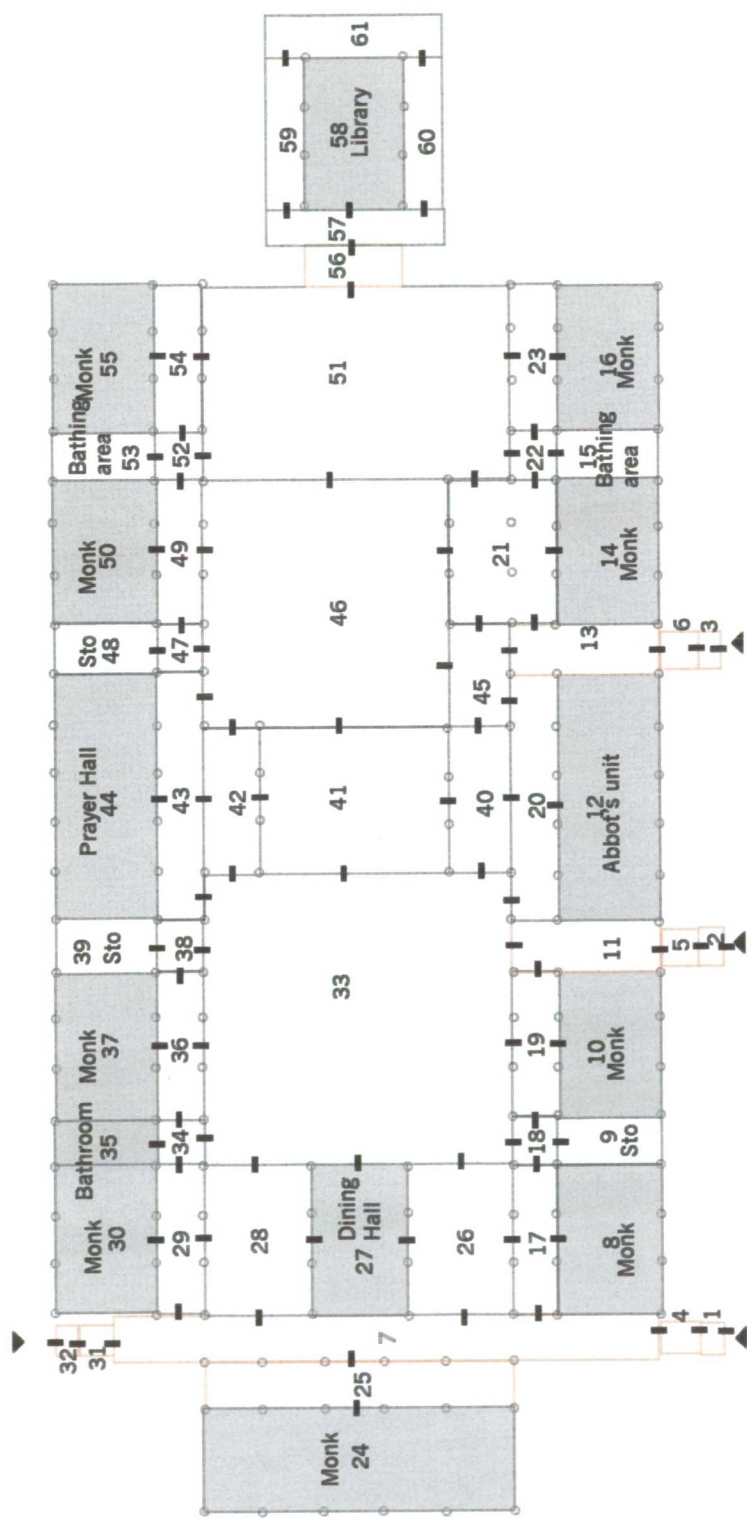 32
31
Monk
30
Bathroom
35
Monk
37
39
Sto
Prayer Hall
44
Sto
48
Monk
50
Bathing
area
53
Monk
55
29
34
36
38
43
47
49
52
54
28
42
59
61
Monk
24
25
7
Dining
Hall
27
33
41
46
51
56
57
58
Library
26
40
45
21
60
17
18
19
20
22
23
8
Monk
9
Sto
10
Monk
11
12
Abbot's unit
13
14
Monk
15
Bathing
area
16
Monk
4
1
5
2
6
3